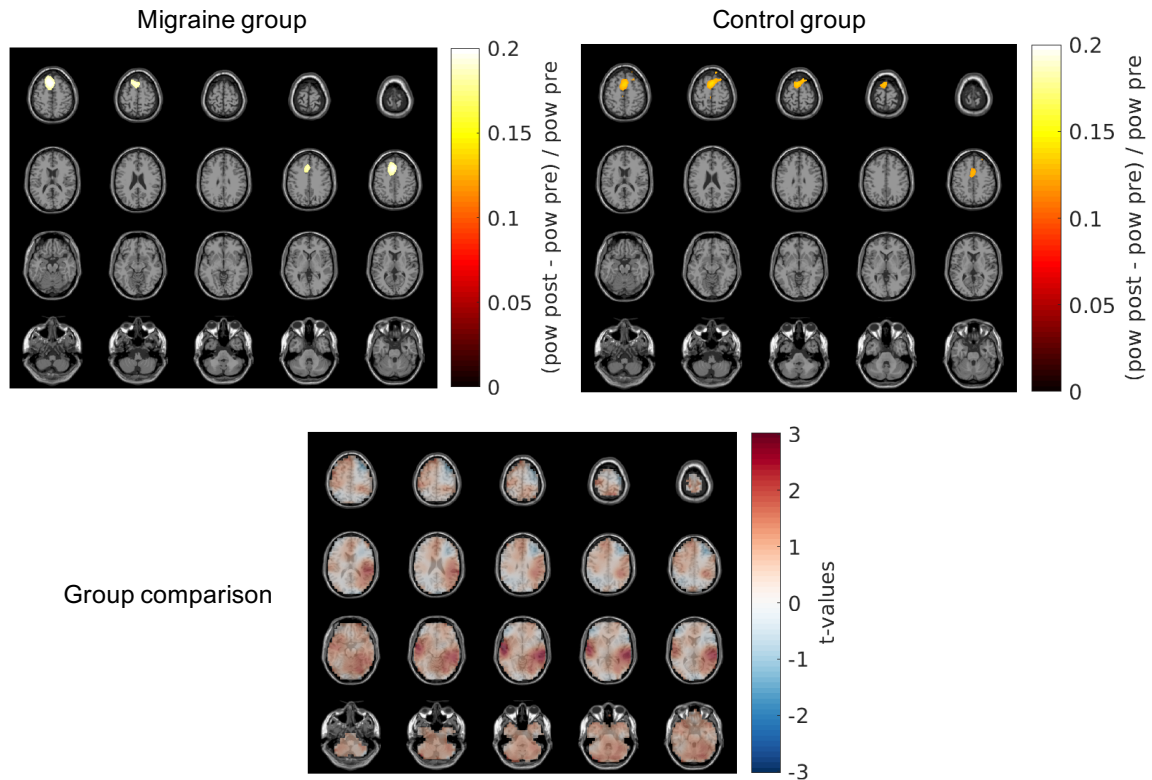 Migraine group
Control group
0.2
0.15
0.1
0.05
0
(pow post - pow pre) / pow pre
0.2
0.15
0.1
0.05
0
(pow post - pow pre) / pow pre
Group comparison
3
2
1
0
-1
-2
-3
t-values